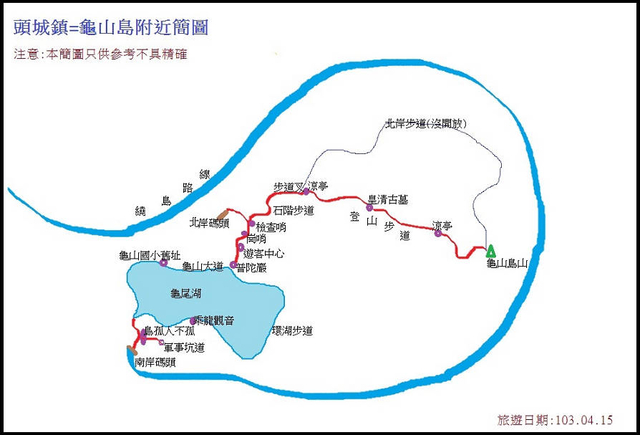 頭城鎮=龜山島附近簡圖
注意:本簡圖只供參考不具精確
北岸步道(沒開放)
繞島路線
步道叉
涼亭
皇清古墓
石階步道
登山步道
涼亭
北岸碼頭
檢查哨
崗哨
遊客中心
龜山島山
龜山國小舊址
龜山大道
普陀巖
龜尾湖
乘龍觀音
環湖步道
島孤人不孤
軍事坑道
南岸碼頭
旅遊日期:103.04.15